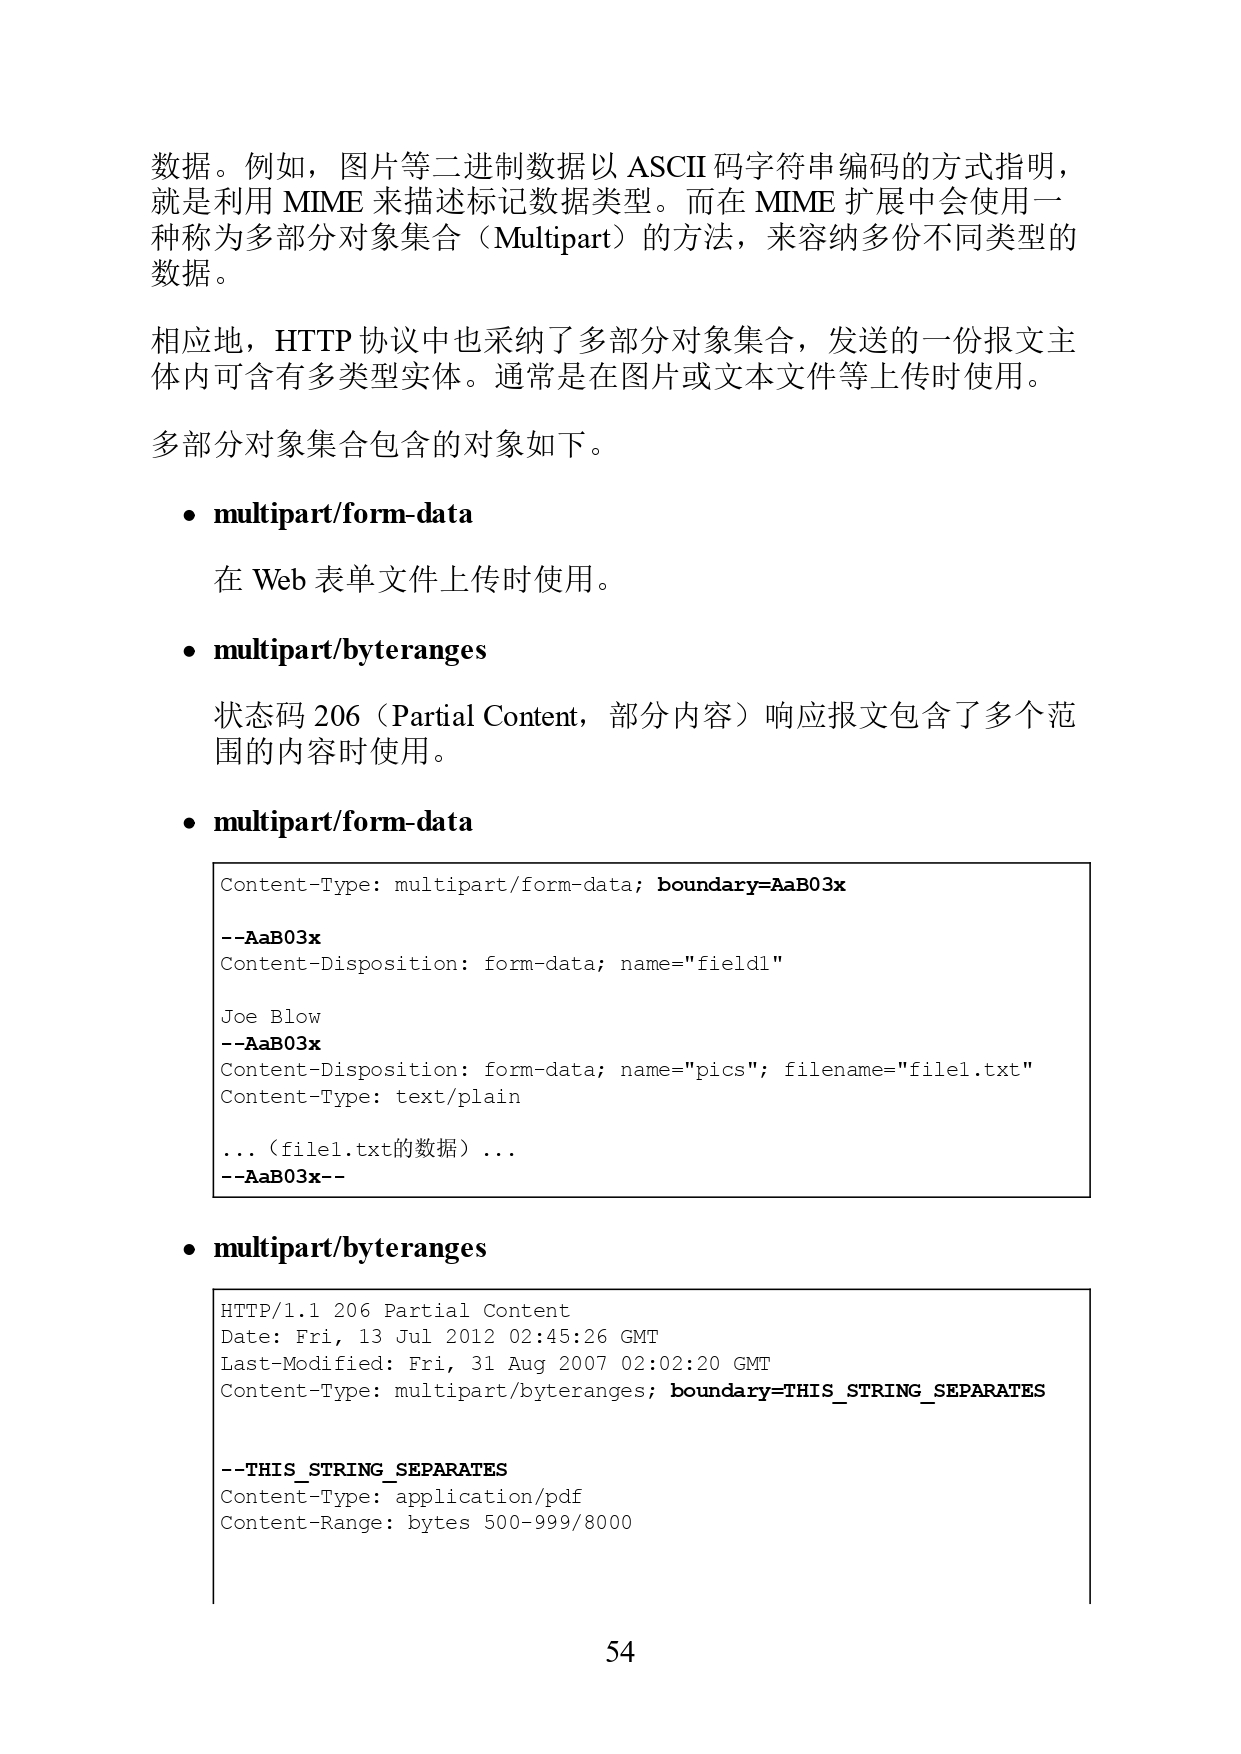 数据。例如，图片等二进制数据以 ASCII 码字符串编码的方式指明，
就是利用 MIME 来描述标记数据类型。而在 MIME 扩展中会使用一
种称为多部分对象集合（Multipart）的方法，来容纳多份不同类型的
数据。
相应地，HTTP 协议中也采纳了多部分对象集合，发送的一份报文主
体内可含有多类型实体。通常是在图片或文本文件等上传时使用。
多部分对象集合包含的对象如下。
● multipart/form-data
在 Web 表单文件上传时使用。
● multipart/byteranges
状态码 206（Partial Content，部分内容）响应报文包含了多个范
围的内容时使用。
● multipart/form-data
Content-Type: multipart/form-data; boundary=AaB03x
--AaB03x
Content-Disposition: form-data; name="field1"
Joe Blow
--AaB03x
Content-Disposition: form-data; name="pics"; filename="file1.txt"
Content-Type: text/plain
...（file1.txt的数据）...
--AaB03x--
● multipart/byteranges
HTTP/1.1 206 Partial Content
Date: Fri, 13 Jul 2012 02:45:26 GMT
Last-Modified: Fri, 31 Aug 2007 02:02:20 GMT
Content-Type: multipart/byteranges; boundary=THIS_STRING_SEPARATES
--THIS_STRING_SEPARATES
Content-Type: application/pdf
Content-Range: bytes 500-999/8000
54